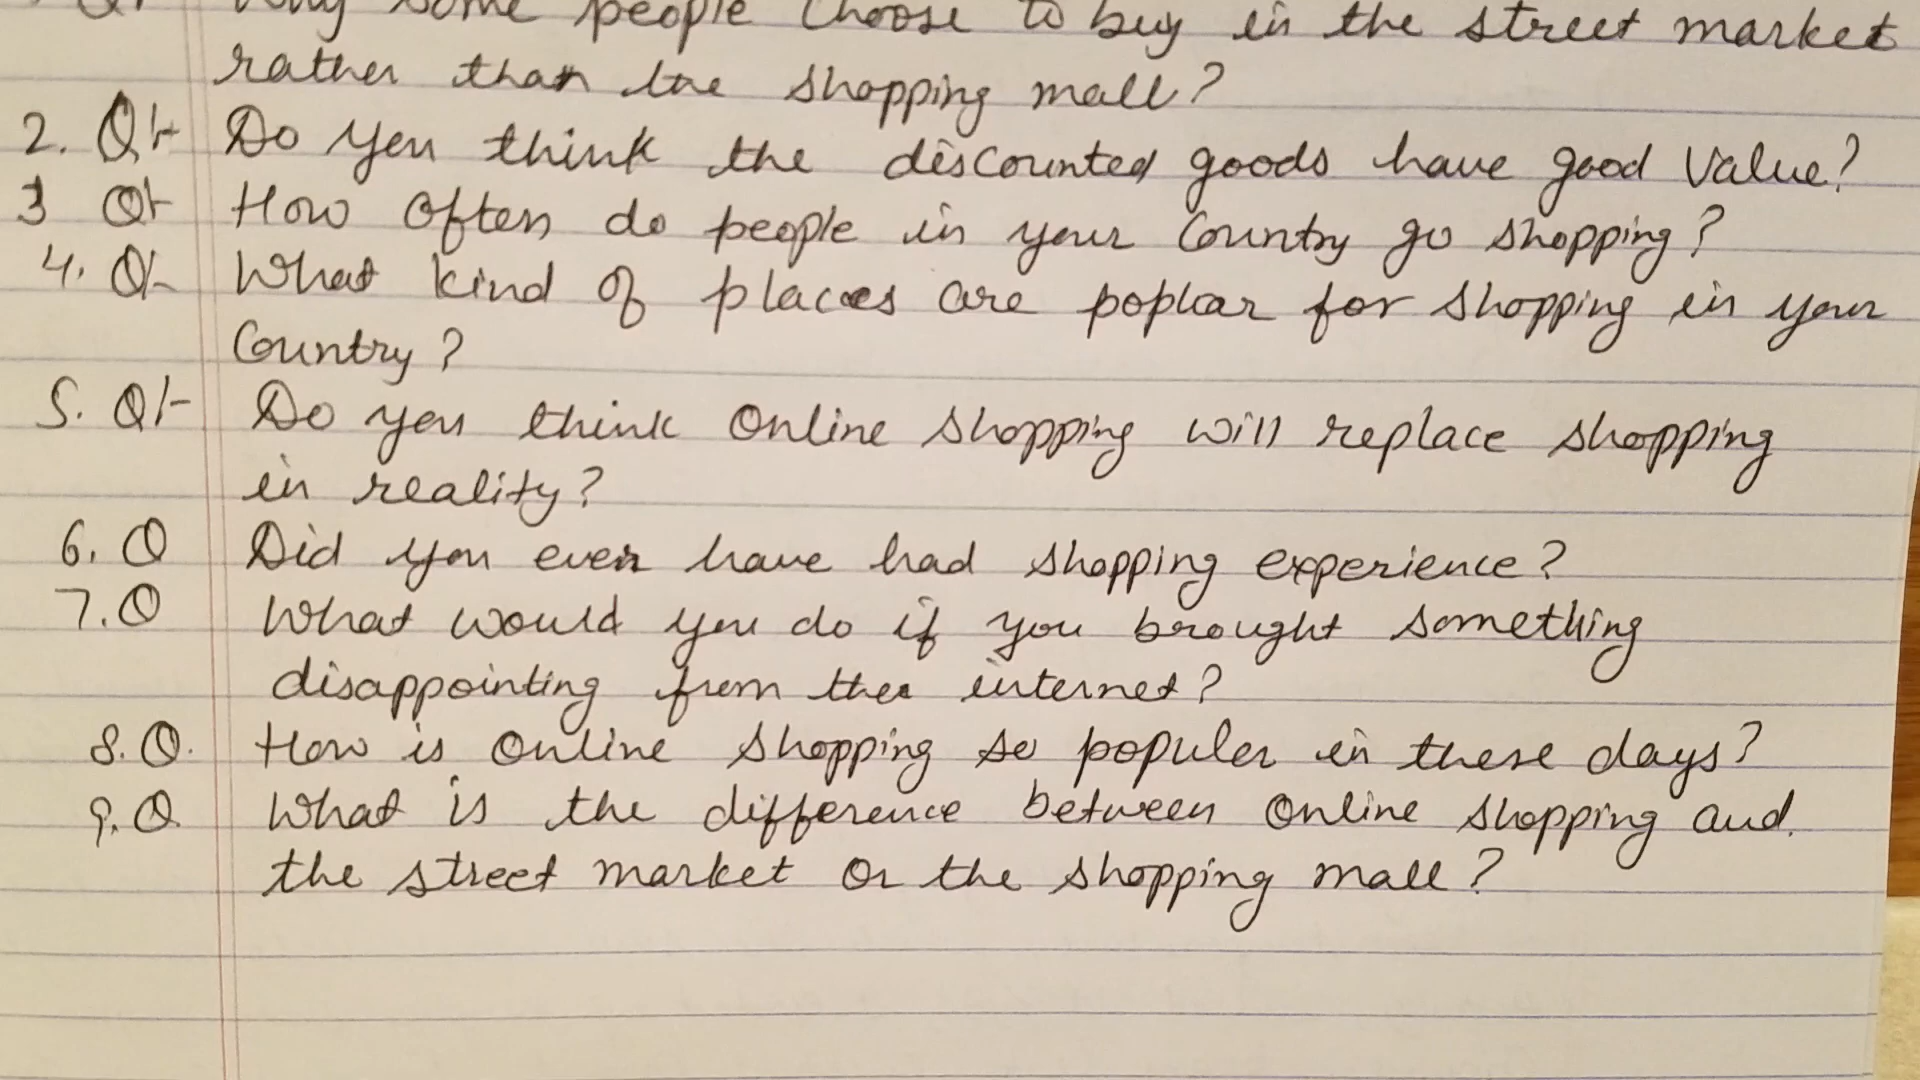 Q:- Why some people choose to buy in the street market
rather than the shopping mall?
2. Q:- Do you think the discounted goods have good value?
3 Q:- How often do people in your country go shopping?
4. Q:- What kind of places are poplar for shopping in your
Country?
5. Q:- Do you think Online shopping will replace shopping
in reality?
6. Q Did you ever have had shopping experience?
7. Q What would you do if you brought something
disappointing from the internet?
8. Q. How is Online shopping so populer in these days?
9. Q. What is the difference between Online shopping and.
the street market or the shopping mall?